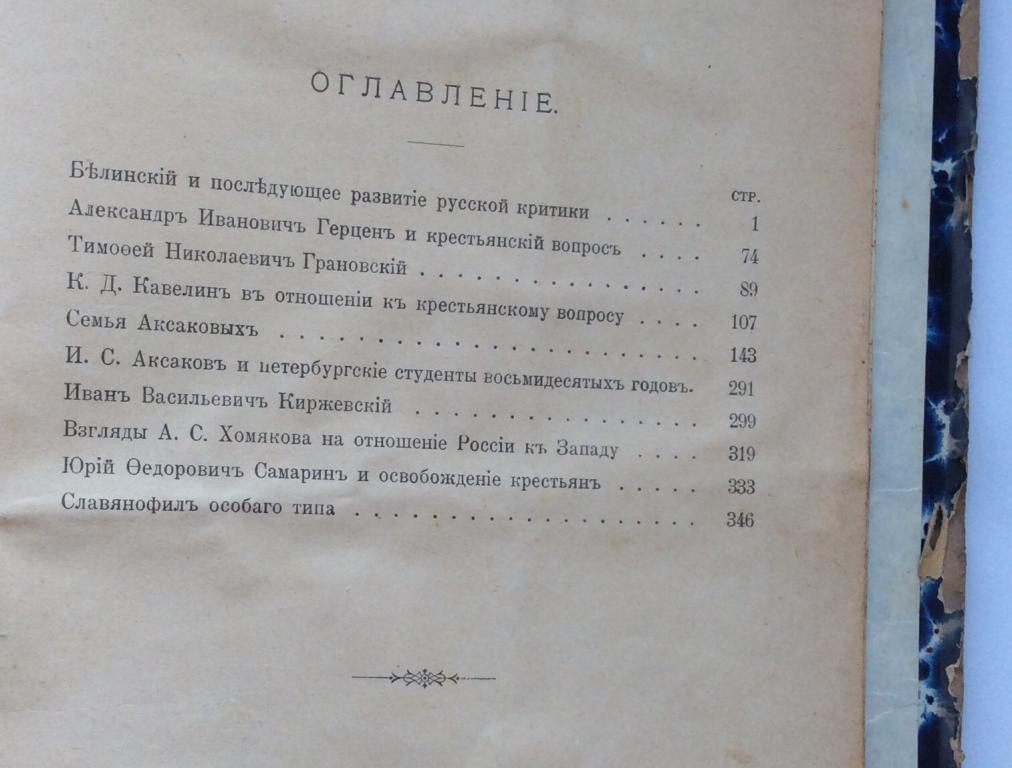 ОГЛАВЛЕНІЕ.
СТР.
Бѣлинскій и послѣдующее развитіе русской критики . . . . . . 1
Александръ Ивановичъ Герценъ и крестьянскій вопросъ . . . . 74
Тимоѳей Николаевичъ Грановскій . . . . . . . . . . . . . . . 89
К. Д. Кавелинъ въ отношеніи къ крестьянскому вопросу . . . . 107
Семья Аксаковыхъ . . . . . . . . . . . . . . . . . . . . . . 143
И. С. Аксаковъ и петербургскіе студенты восьмидесятыхъ годовъ. 291
Иванъ Васильевичъ Киржевскій . . . . . . . . . . . . . . . 299
Взгляды А. С. Хомякова на отношеніе Россіи къ Западу . . . . 319
Юрій Ѳедоровичъ Самаринъ и освобожденіе крестьянъ . . . . . 333
Славянофилъ особаго типа . . . . . . . . . . . . . . . . . . 346